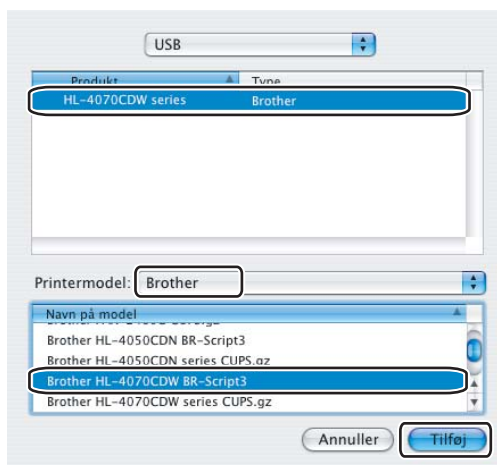 USB
Produkt Type
HL-4070CDW series Brother
Printermodel: Brother
Navn på model
Brother HL-4050CDN BR-Script3
Brother HL-4050CDN series CUPS.gz
Brother HL-4070CDW BR-Script3
Brother HL-4070CDW series CUPS.gz
Annuller Tilføj